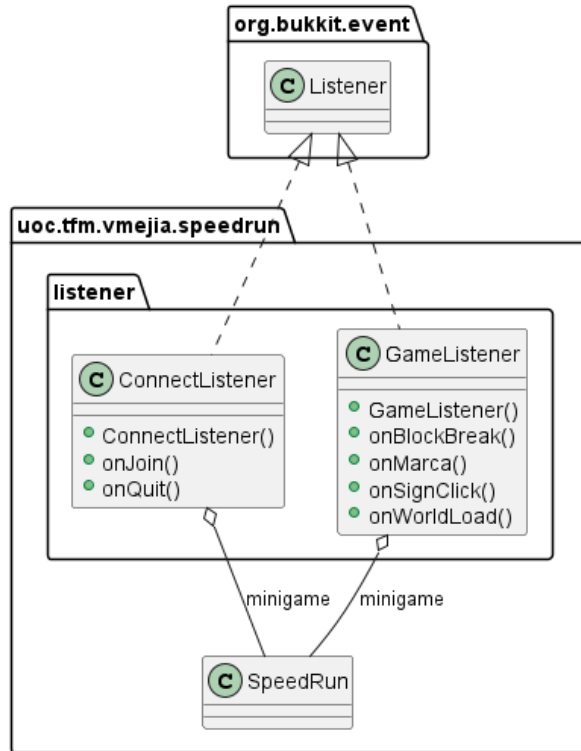 org.bukkit.event
C Listener
uoc.tfm.vmejia.speedrun
listener
C ConnectListener
ConnectListener()
onJoin()
onQuit()
C GameListener
GameListener()
onBlockBreak()
onMarca()
onSignClick()
onWorldLoad()
minigame
minigame
C SpeedRun